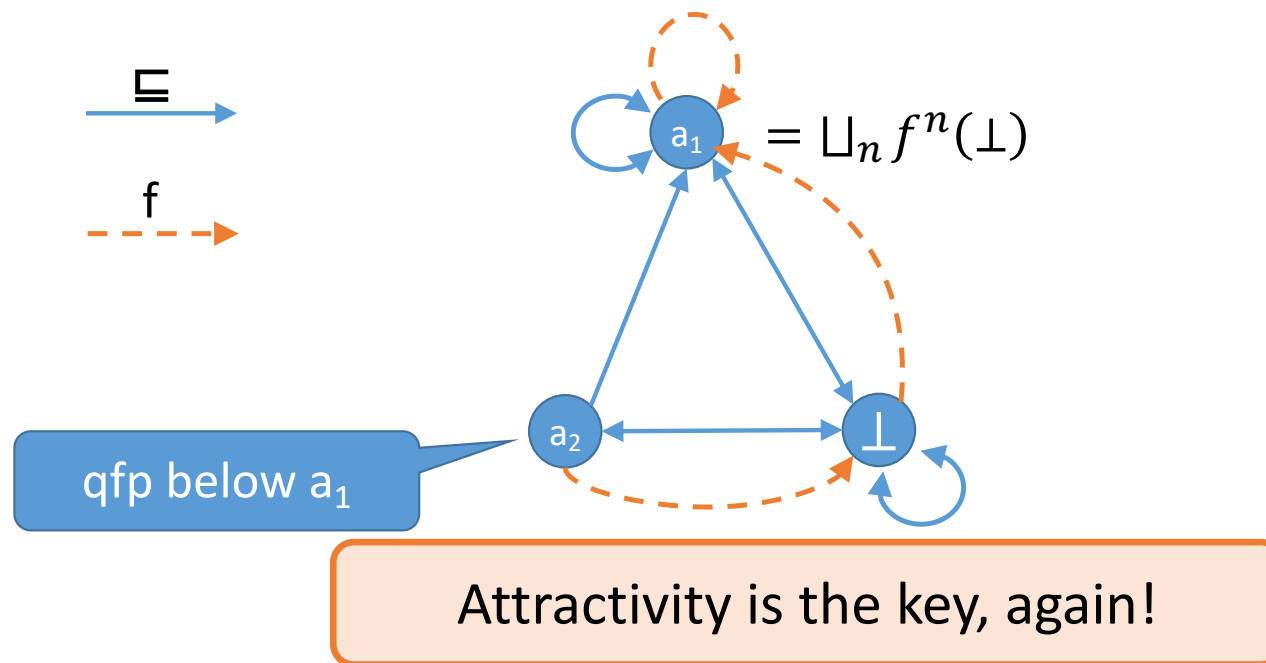 ⊑
f
a₁
= ⨆ₙ fⁿ(⊥)
a₂
⊥
qfp below a₁
Attractivity is the key, again!